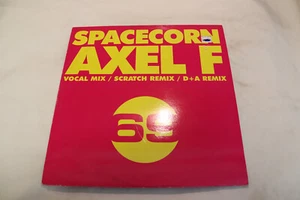 SPACECORN
AXEL F
VOCAL MIX / SCRATCH REMIX / D+A REMIX
69